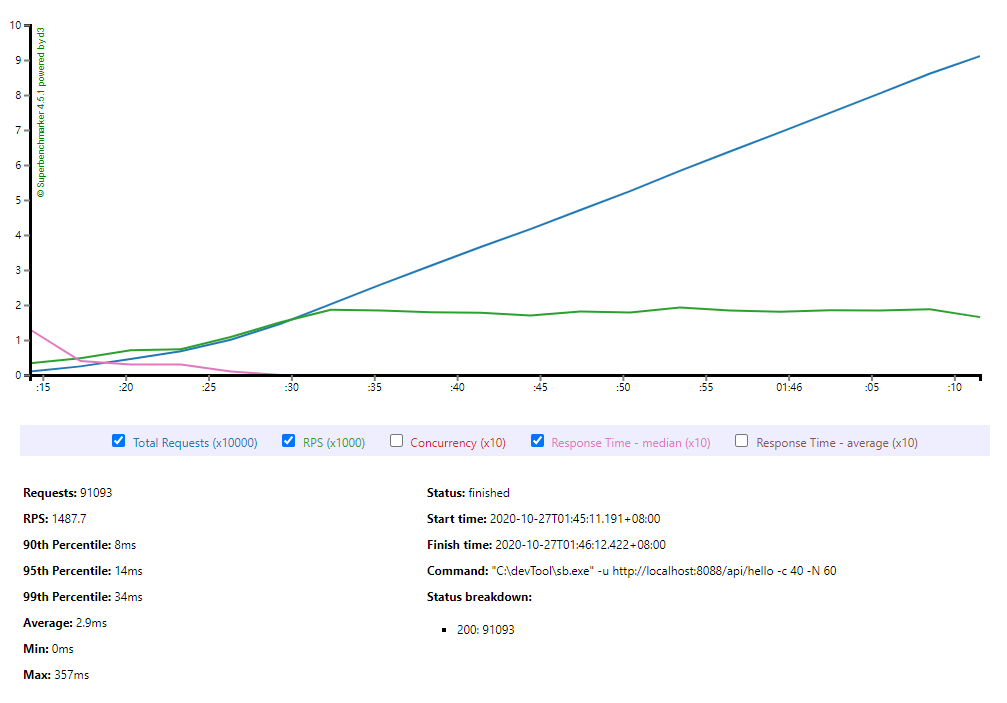 10
9
8
7
6
5
4
3
2
1
0
© Superbenchmarker 4.5.1 powered by d3
:15 :20 :25 :30 :35 :40 :45 :50 :55 01:46 :05 :10
Total Requests (x10000) RPS (x1000) Concurrency (x10) Response Time - median (x10) Response Time - average (x10)
Requests: 91093
RPS: 1487.7
90th Percentile: 8ms
95th Percentile: 14ms
99th Percentile: 34ms
Average: 2.9ms
Min: 0ms
Max: 357ms
Status: finished
Start time: 2020-10-27T01:45:11.191+08:00
Finish time: 2020-10-27T01:46:12.422+08:00
Command: "C:\devTool\sb.exe" -u http://localhost:8088/api/hello -c 40 -N 60
Status breakdown:
200: 91093